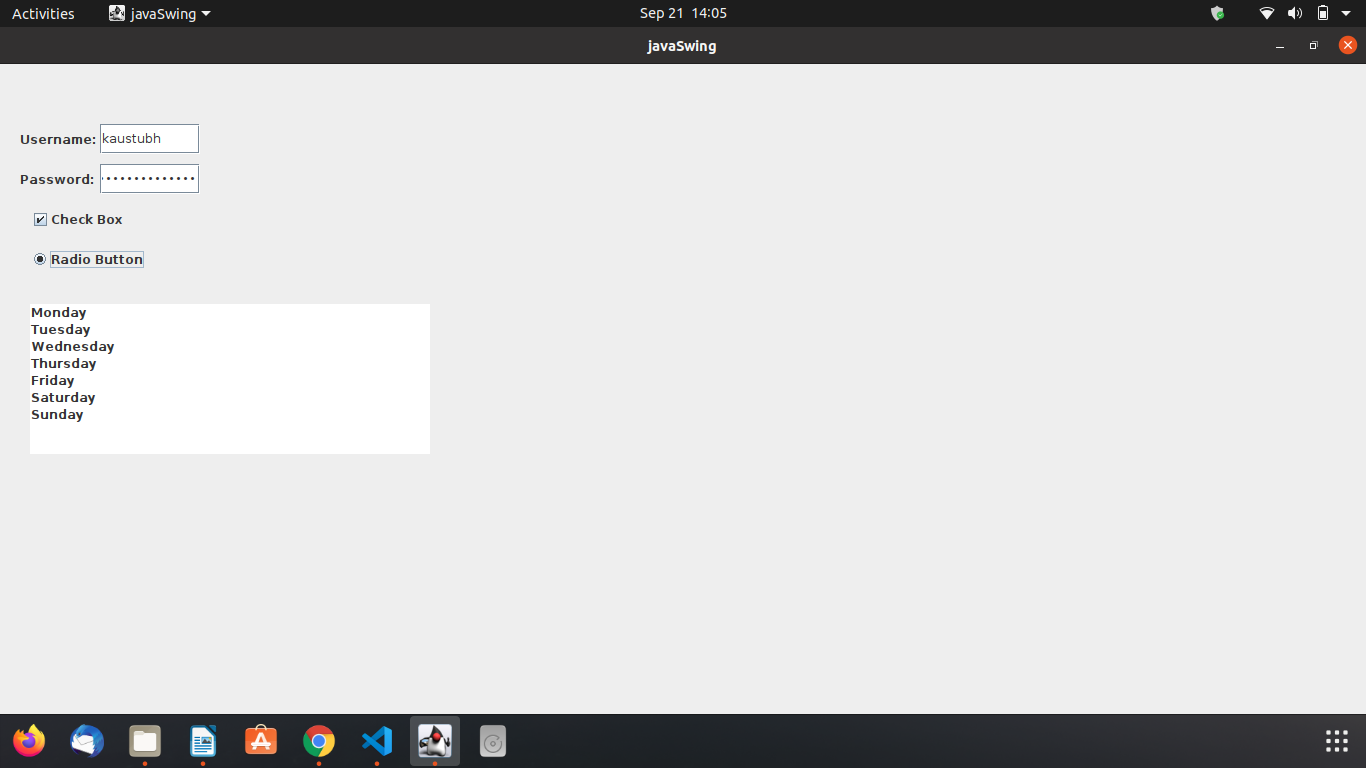 Activities javaSwing Sep 21 14:05
javaSwing
Username: kaustubh
Password: •••••••••••••
Check Box
Radio Button
Monday
Tuesday
Wednesday
Thursday
Friday
Saturday
Sunday